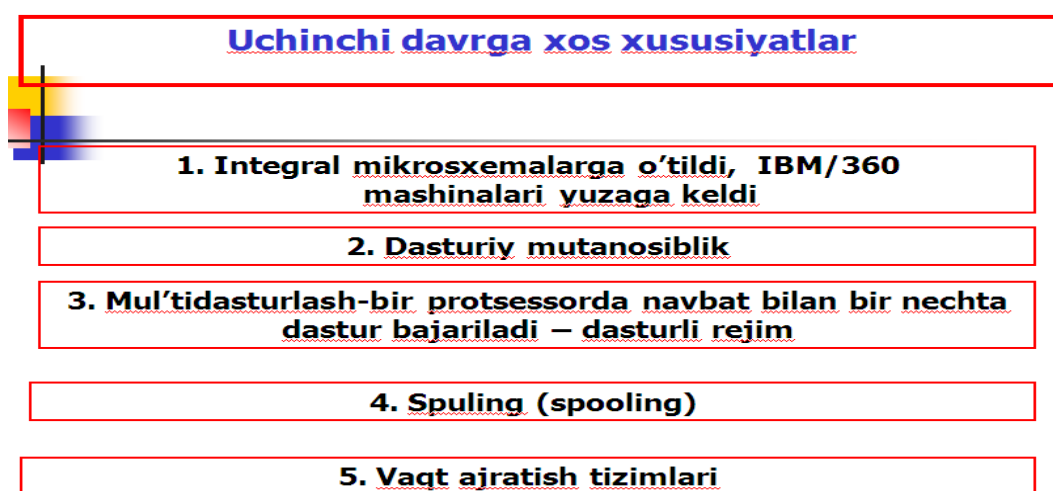 Uchinchi davrga xos xususiyatlar
1. Integral mikrosxemalarga o’tildi, IBM/360
mashinalari yuzaga keldi
2. Dasturiy mutanosiblik
3. Mul’tidasturlash-bir protsessorda navbat bilan bir nechta
dastur bajariladi – dasturli rejim
4. Spuling (spooling)
5. Vaqt ajratish tizimlari